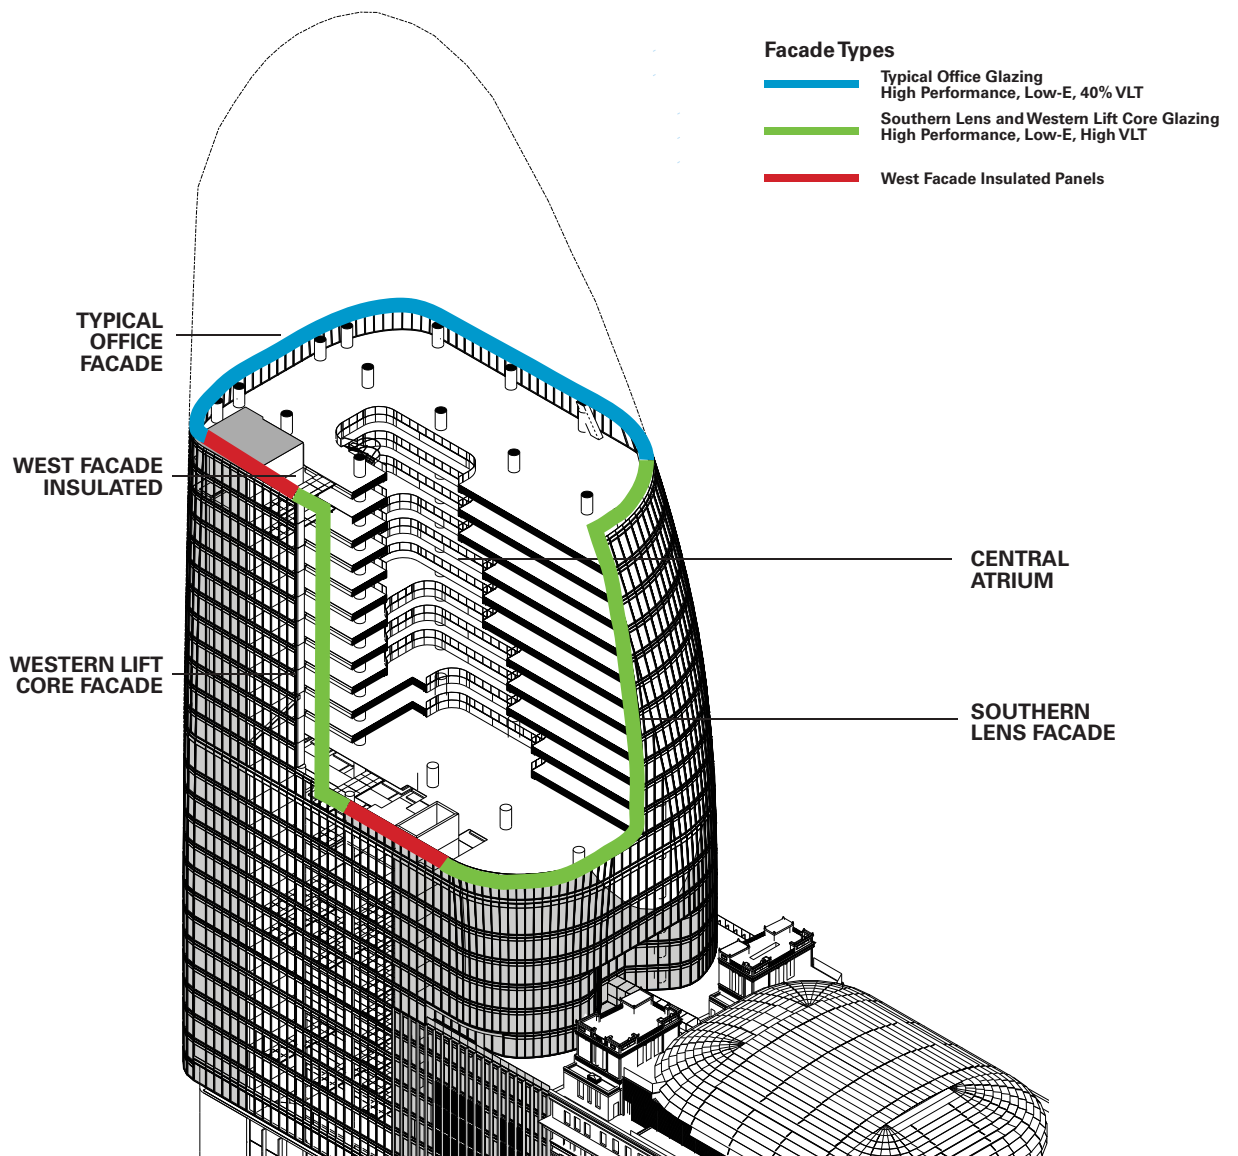 Facade Types
Typical Office Glazing
High Performance, Low-E, 40% VLT
Southern Lens and Western Lift Core Glazing
High Performance, Low-E, High VLT
West Facade Insulated Panels
TYPICAL
OFFICE
FACADE
WEST FACADE
INSULATED
CENTRAL
ATRIUM
WESTERN LIFT
CORE FACADE
SOUTHERN
LENS FACADE